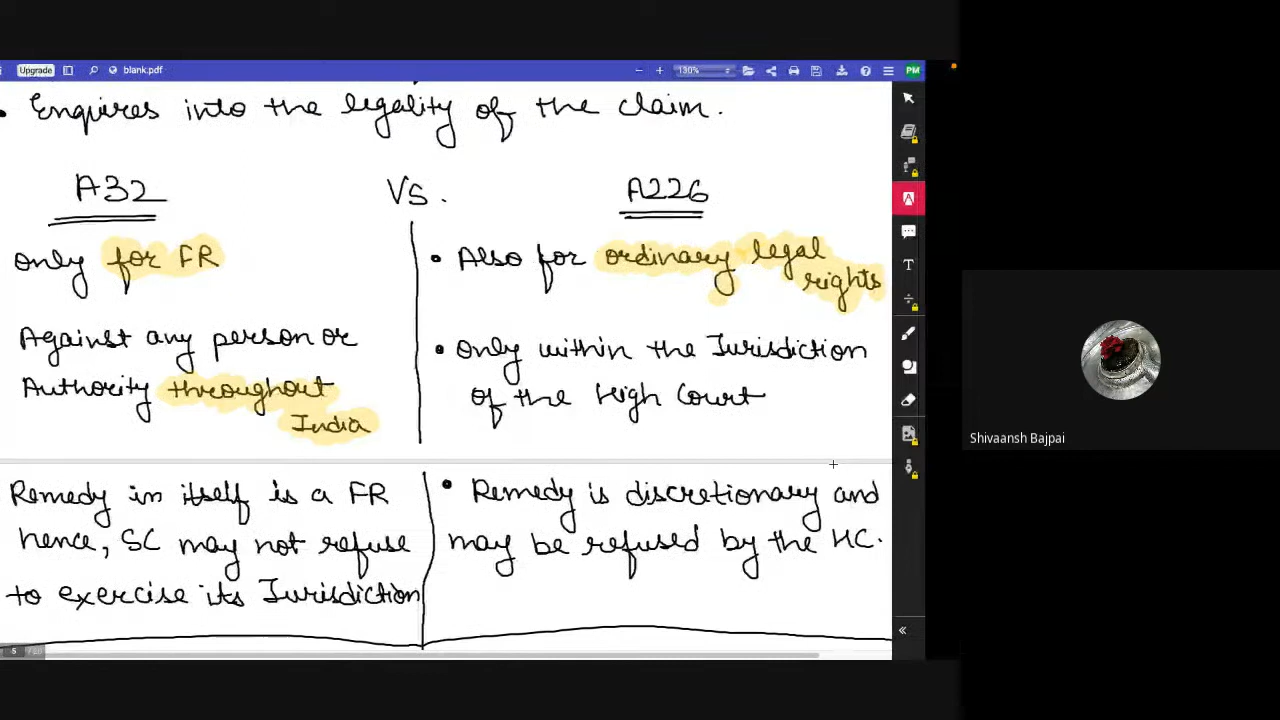 Upgrade
blank.pdf
130%
PM
• Enquires into the legality of the claim.
A32 VS. A226
only for FR
• Also for ordinary legal
rights
Against any person or
Authority throughout
India
• only within the Jurisdiction
of the High Court
Remedy in itself is a FR
hence, SC may not refuse
to exercise its Jurisdiction
• Remedy is discretionary and
may be refused by the HC.
Shivaansh Bajpai
5